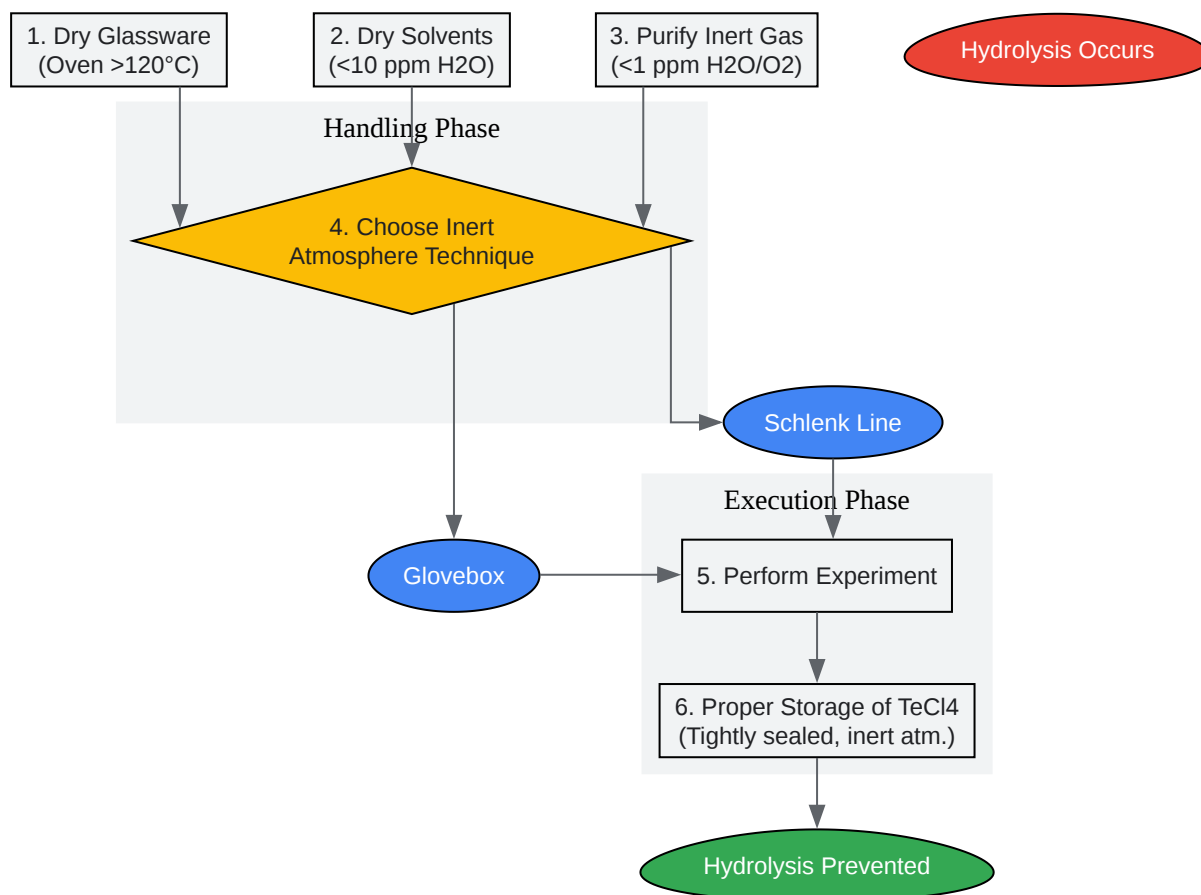 1. Dry Glassware
(Oven >120°C)
2. Dry Solvents
(<10 ppm H2O)
3. Purify Inert Gas
(<1 ppm H2O/O2)
Hydrolysis Occurs
Handling Phase
4. Choose Inert
Atmosphere Technique
Schlenk Line
Execution Phase
Glovebox
5. Perform Experiment
6. Proper Storage of TeCl4
(Tightly sealed, inert atm.)
Hydrolysis Prevented